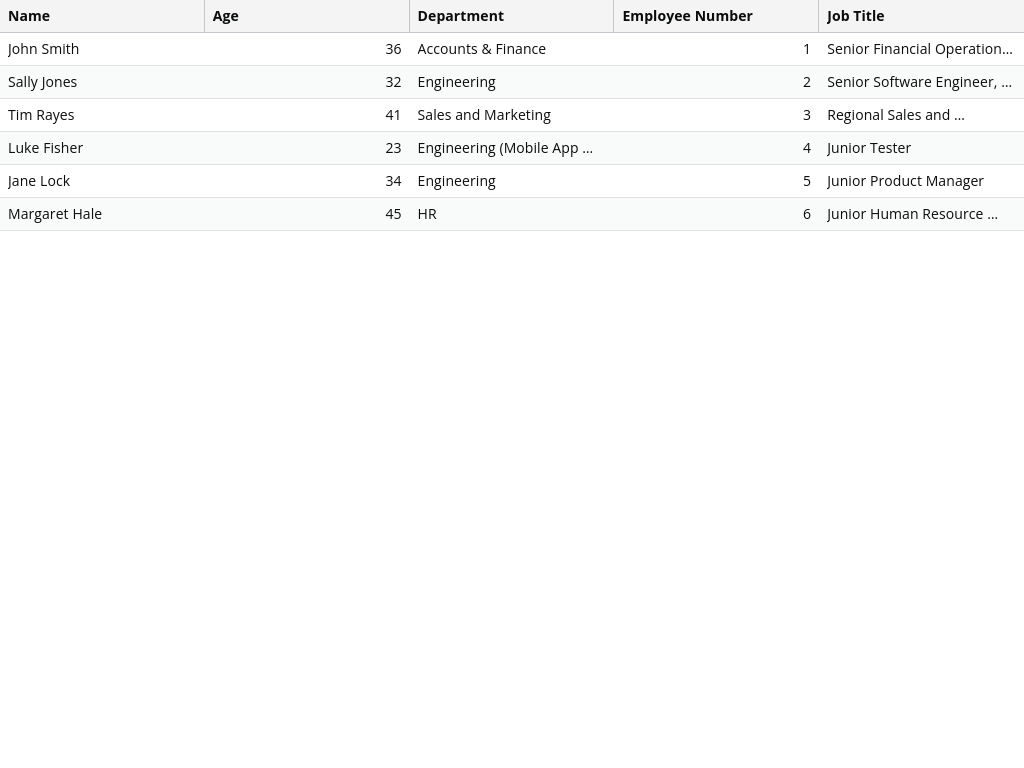 Name Age Department Employee Number Job Title
John Smith 36 Accounts & Finance 1 Senior Financial Operation...
Sally Jones 32 Engineering 2 Senior Software Engineer, ...
Tim Rayes 41 Sales and Marketing 3 Regional Sales and ...
Luke Fisher 23 Engineering (Mobile App ... 4 Junior Tester
Jane Lock 34 Engineering 5 Junior Product Manager
Margaret Hale 45 HR 6 Junior Human Resource ...